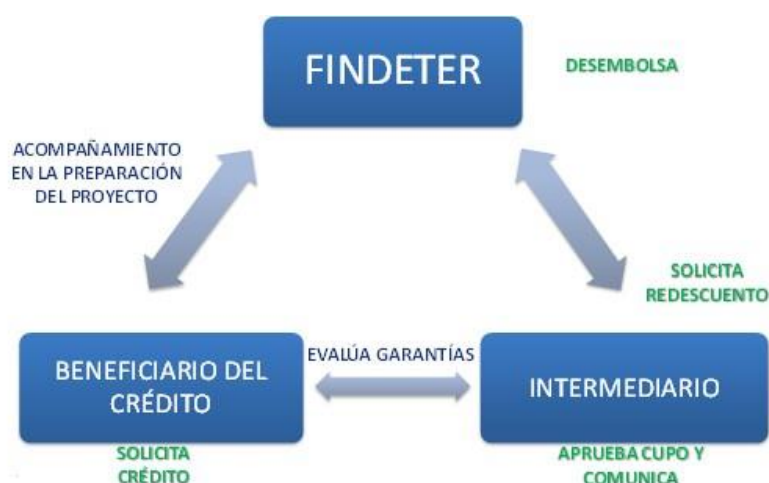 FINDETER
DESEMBOLSA
ACOMPAÑAMIENTO
EN LA PREPARACIÓN
DEL PROYECTO
SOLICITA
REDESCUENTO
BENEFICIARIO DEL
CRÉDITO
EVALÚA GARANTÍAS
INTERMEDIARIO
SOLICITA
CRÉDITO
APRUEBA CUPO Y
COMUNICA